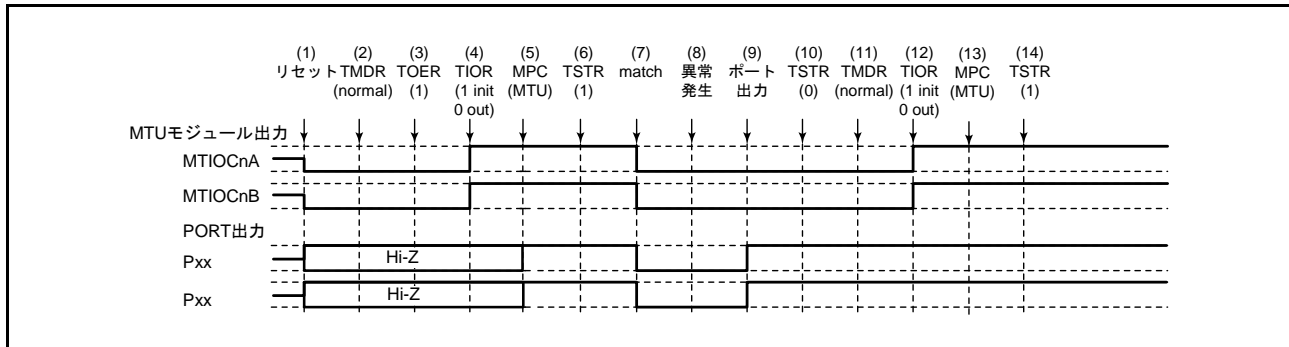 (1) (2) (3) (4) (5) (6) (7) (8) (9) (10) (11) (12) (13) (14)
リセット TMDR TOER TIOR MPC TSTR match 異常 ポート TSTR TMDR TIOR MPC TSTR
(normal) (1) (1 init (MTU) (1) 発生 出力 (0) (normal) (1 init (MTU) (1)
0 out) 0 out)
MTUモジュール出力
MTIOCnA
MTIOCnB
PORT出力
Pxx Hi-Z
Pxx Hi-Z